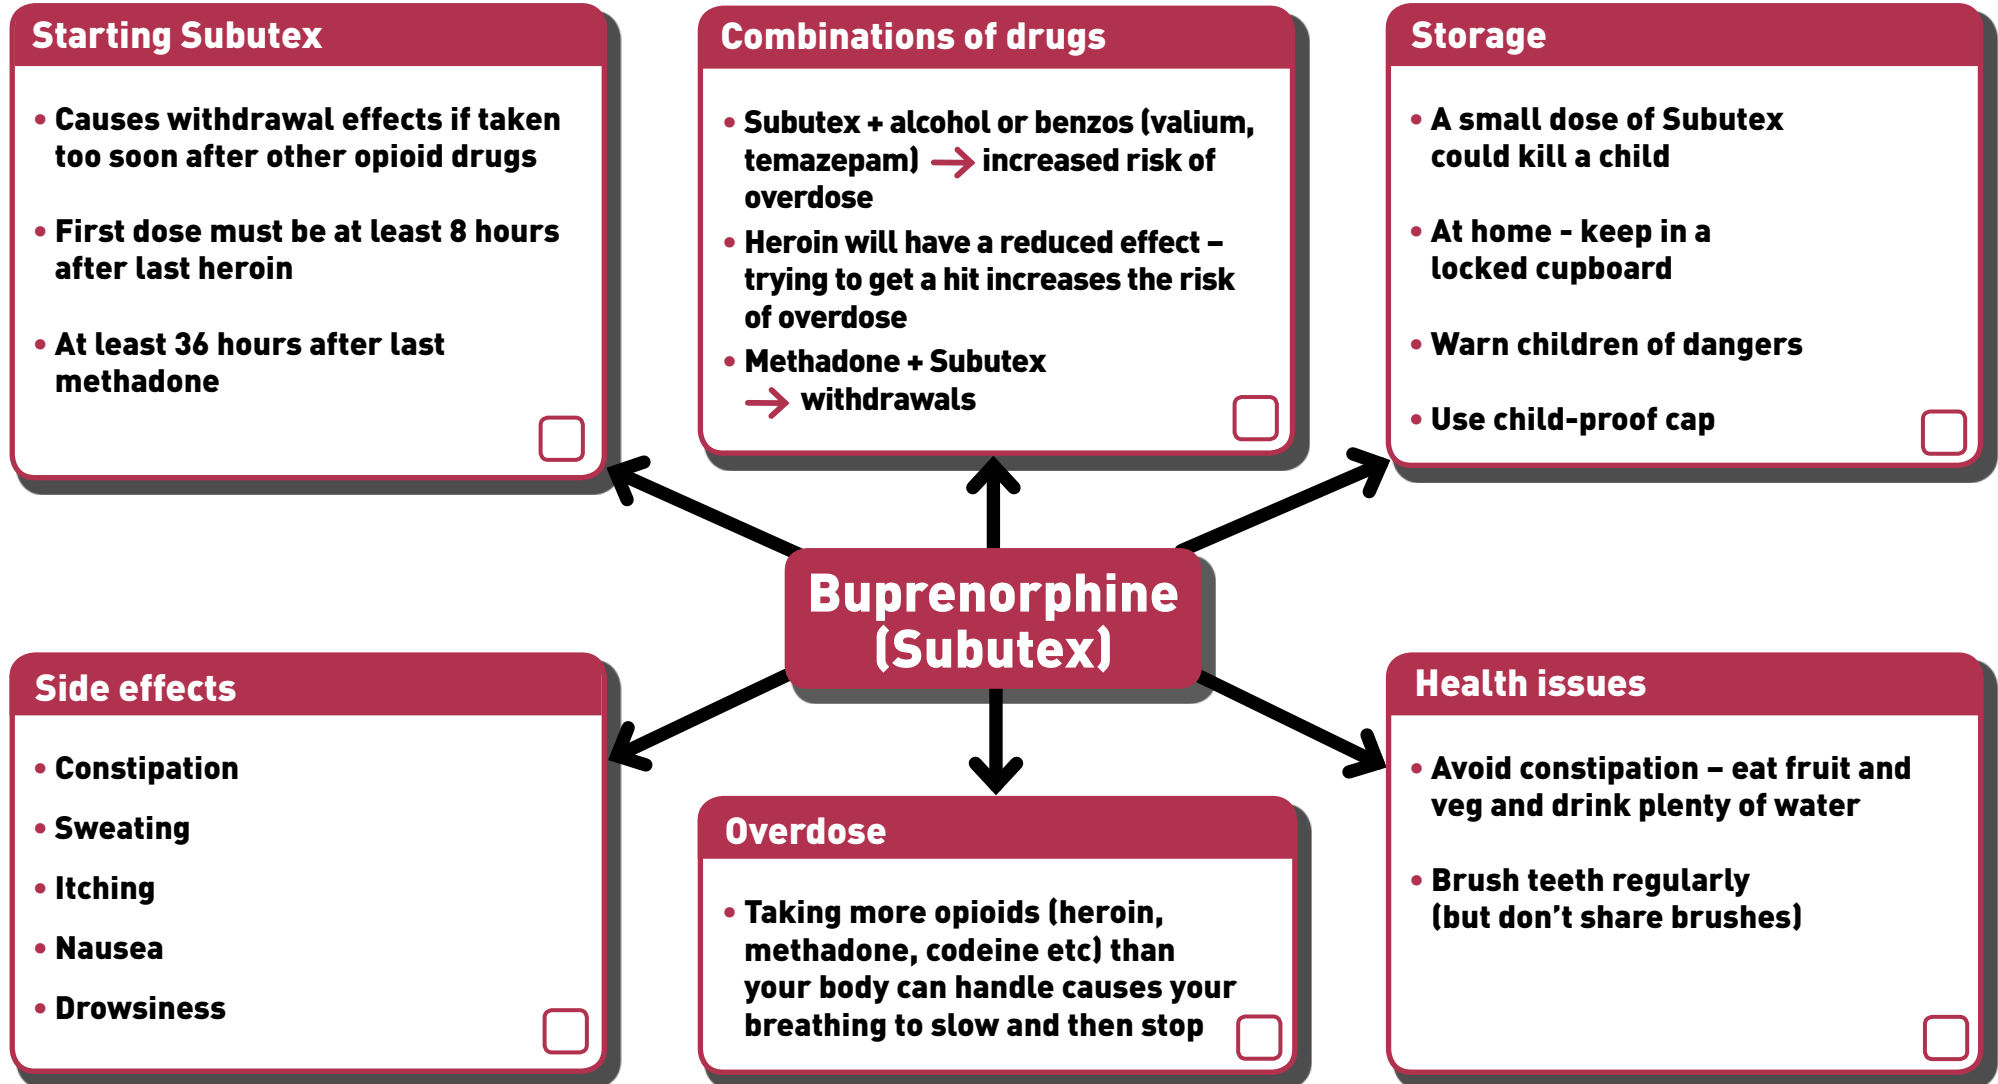 Starting Subutex
• Causes withdrawal effects if taken
too soon after other opioid drugs
• First dose must be at least 8 hours
after last heroin
• At least 36 hours after last
methadone
Combinations of drugs
• Subutex + alcohol or benzos (valium,
temazepam) → increased risk of
overdose
• Heroin will have a reduced effect –
trying to get a hit increases the risk
of overdose
• Methadone + Subutex
→ withdrawals
Storage
• A small dose of Subutex
could kill a child
• At home - keep in a
locked cupboard
• Warn children of dangers
• Use child-proof cap
Buprenorphine
(Subutex)
Side effects
• Constipation
• Sweating
• Itching
• Nausea
• Drowsiness
Overdose
• Taking more opioids (heroin,
methadone, codeine etc) than
your body can handle causes your
breathing to slow and then stop
Health issues
• Avoid constipation – eat fruit and
veg and drink plenty of water
• Brush teeth regularly
(but don't share brushes)